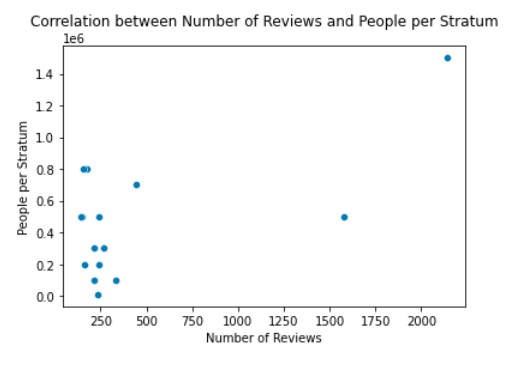 Correlation between Number of Reviews and People per Stratum
1e6
1.4
1.2
1.0
0.8
0.6
0.4
0.2
0.0
People per Stratum
250 500 750 1000 1250 1500 1750 2000
Number of Reviews